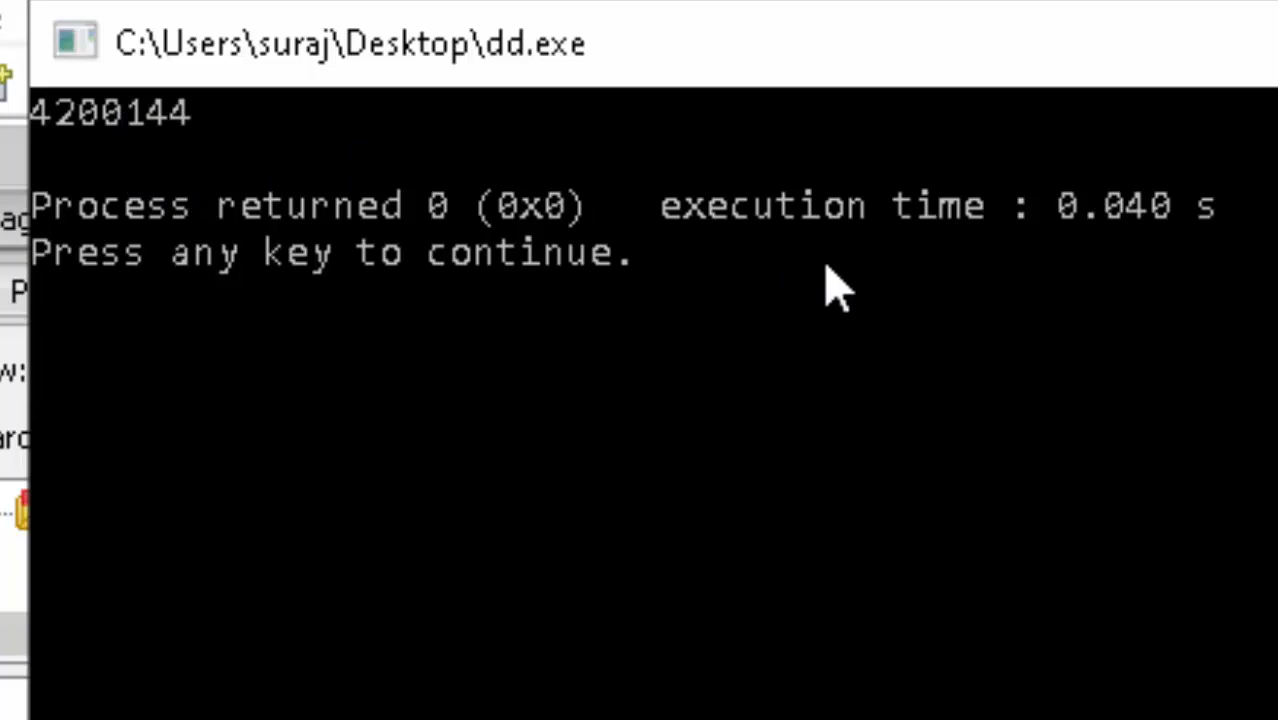 C:\Users\suraj\Desktop\dd.exe
4200144
Process returned 0 (0x0)   execution time : 0.040 s
Press any key to continue.
w: